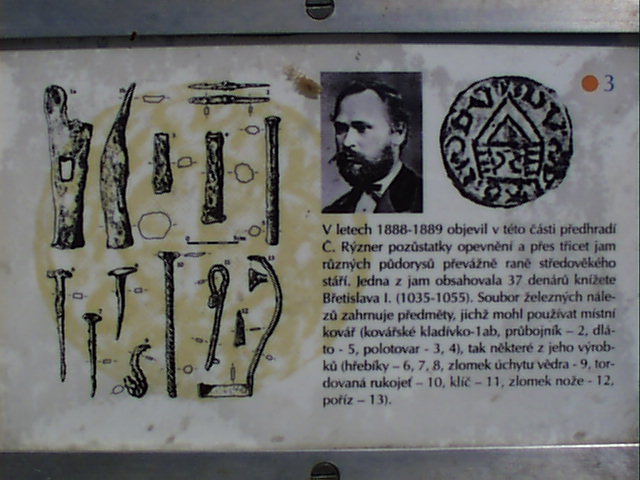 3
V letech 1888-1889 objevil v této části předhradí
Č. Rýzner pozůstatky opevnění a přes třicet jam
různých půdorysů převážně raně středověkého
stáří. Jedna z jam obsahovala 37 denárů knížete
Břetislava I. (1035-1055). Soubor železných nále-
zů zahrnuje předměty, jichž mohl používat místní
kovář (kovářské kladívko-1ab, průbojník – 2, dlá-
to - 5, polotovar - 3, 4), tak některé z jeho výrob-
ků (hřebíky – 6, 7, 8, zlomek úchytu vědra - 9, tor-
dovaná rukojeť – 10, klíč – 11, zlomek nože - 12,
poříz – 13).